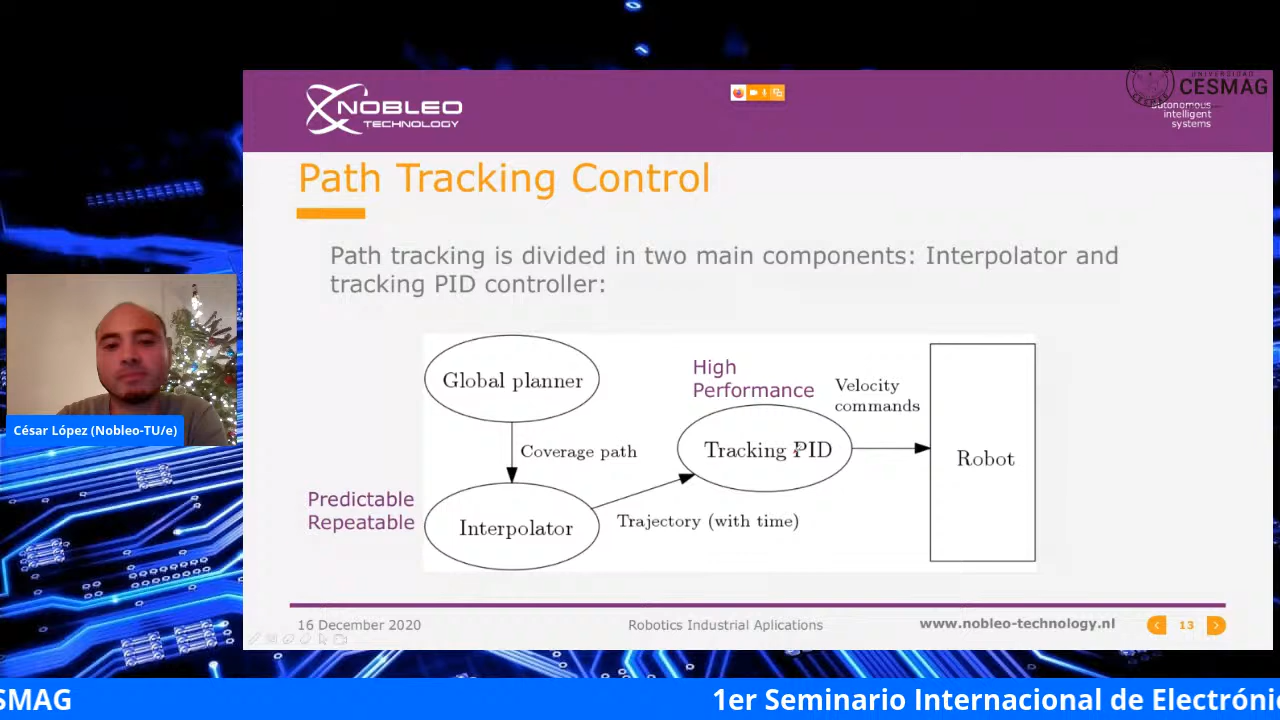 NOBLEO
TECHNOLOGY
UNIVERSIDAD
CESMAG
autonomous
intelligent
systems
Path Tracking Control
Path tracking is divided in two main components: Interpolator and
tracking PID controller:
Global planner
High
Performance
Velocity
commands
Coverage path
Tracking PID
Robot
Predictable
Repeatable
Interpolator
Trajectory (with time)
César López (Nobleo-TU/e)
16 December 2020
Robotics Industrial Aplications
www.nobleo-technology.nl
13
SMAG
1er Seminario Internacional de Electróni